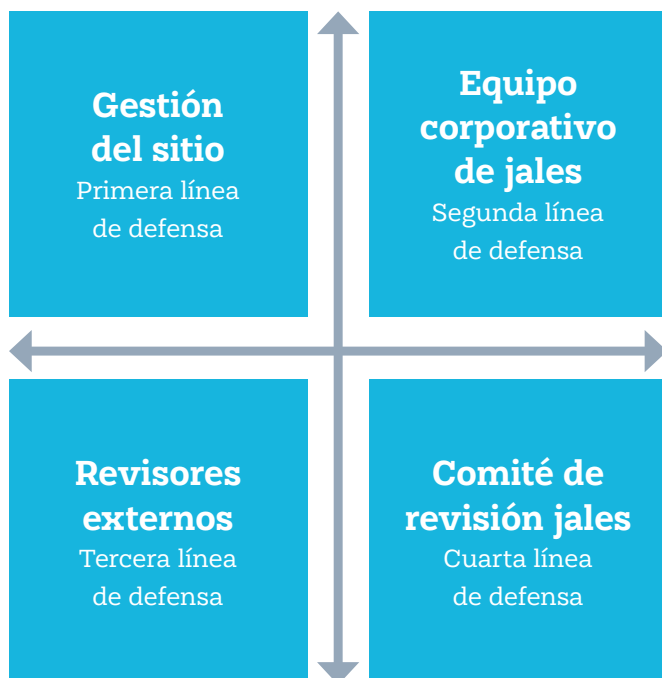 Gestión
del sitio
Primera línea
de defensa
Equipo
corporativo
de jales
Segunda línea
de defensa
Revisores
externos
Tercera línea
de defensa
Comité de
revisión jales
Cuarta línea
de defensa